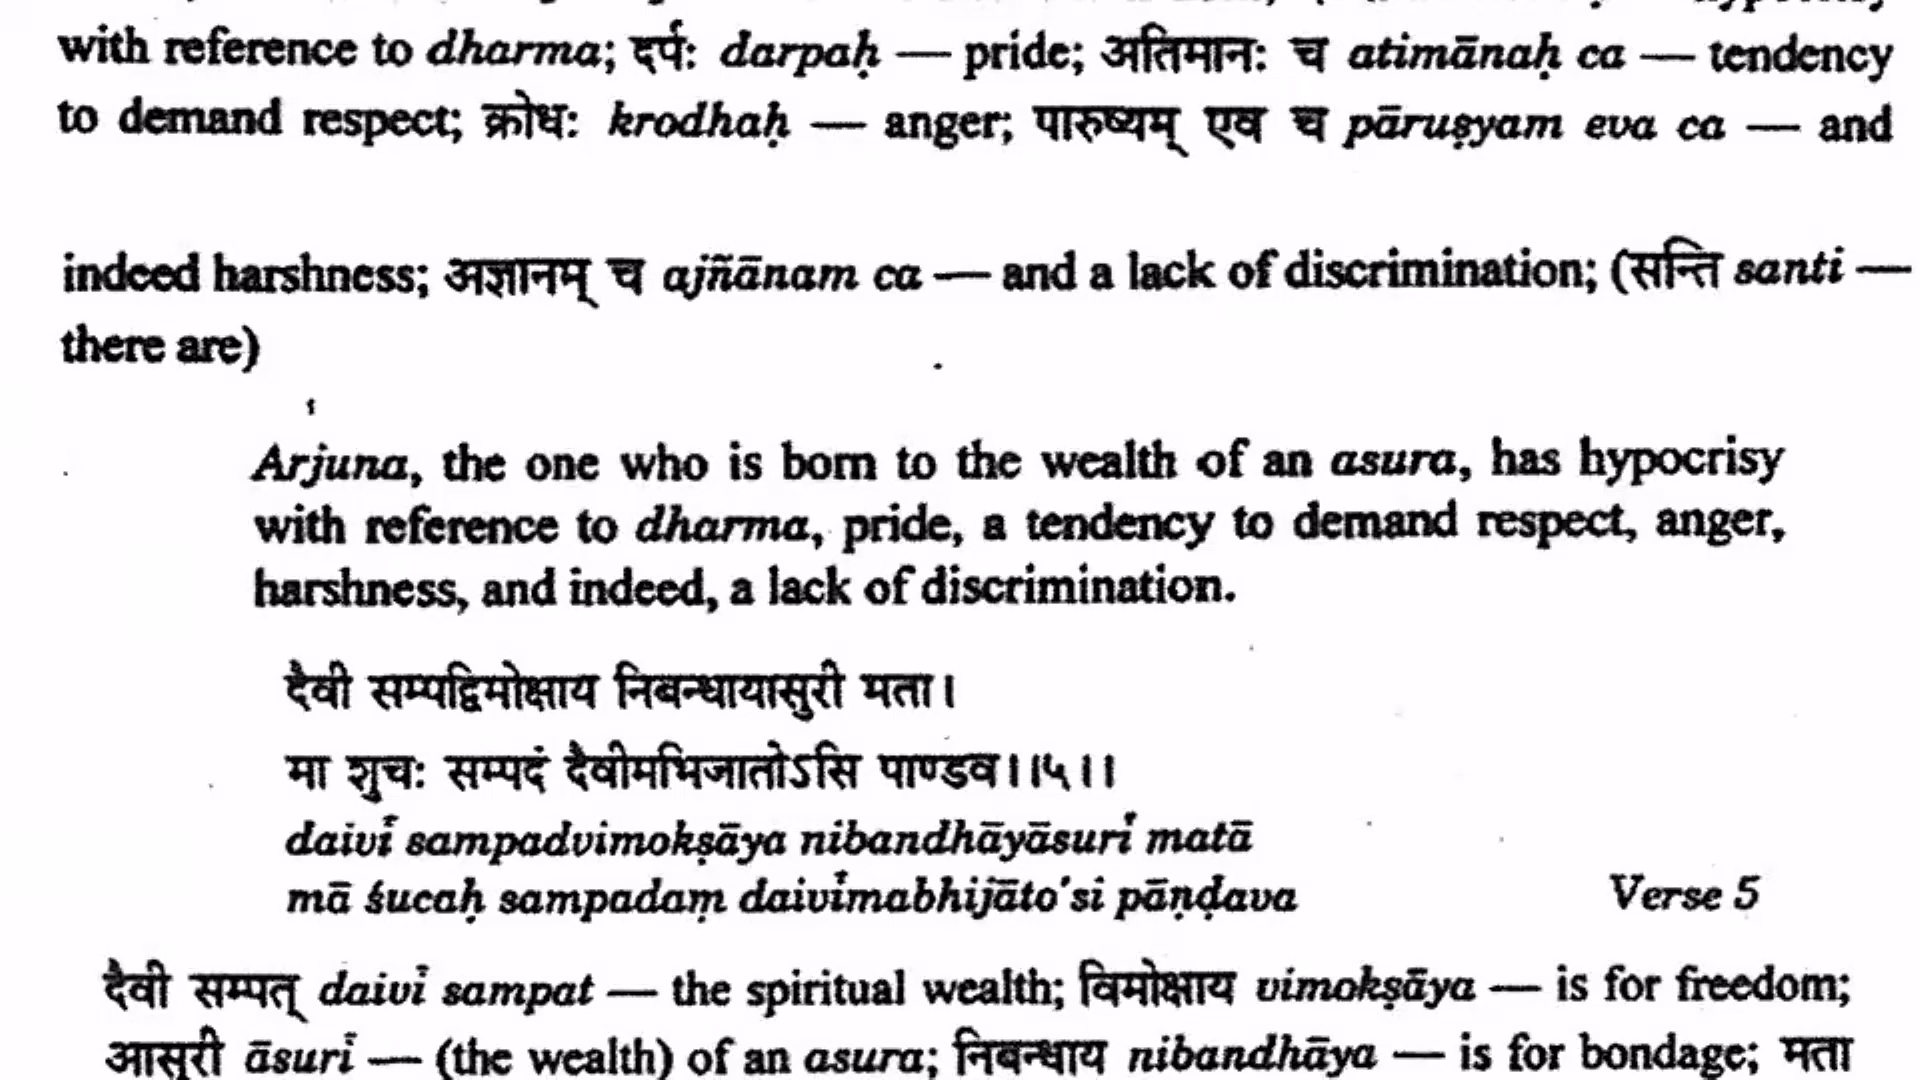 with reference to dharma; दर्पः darpaḥ — pride; अतिमानः च atimānaḥ ca — tendency
to demand respect; क्रोधः krodhaḥ — anger; पारुष्यम् एव च pāruṣyam eva ca — and
indeed harshness; अज्ञानम् च ajñānam ca — and a lack of discrimination; (सन्ति santi —
there are)
Arjuna, the one who is born to the wealth of an asura, has hypocrisy
with reference to dharma, pride, a tendency to demand respect, anger,
harshness, and indeed, a lack of discrimination.
दैवी सम्पद्विमोक्षाय निबन्धायासुरी मता।
मा शुचः सम्पदं दैवीमभिजातोऽसि पाण्डव।।५।।
daivī sampadvimokṣāya nibandhāyāsurī matā
mā śucaḥ sampadaṃ daivīmabhijāto'si pāṇḍava Verse 5
दैवी सम्पत् daivī sampat — the spiritual wealth; विमोक्षाय vimokṣāya — is for freedom;
आसुरी āsurī — (the wealth) of an asura; निबन्धाय nibandhāya — is for bondage; मता